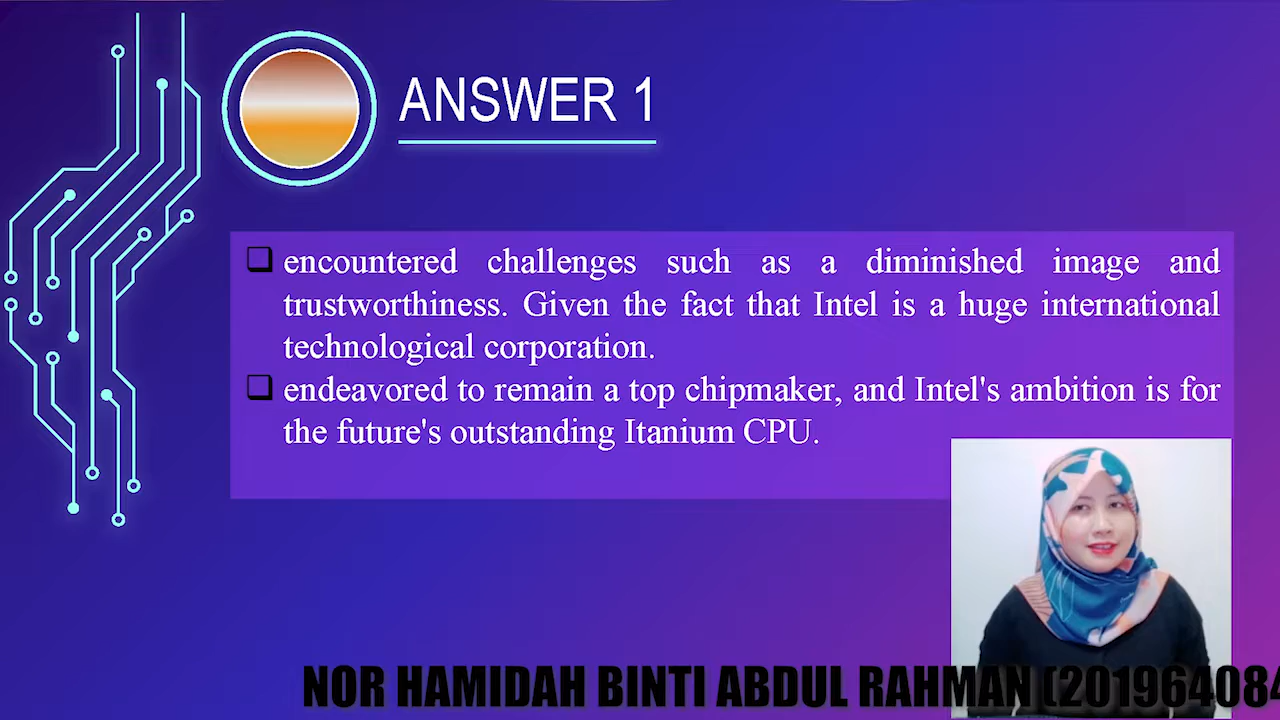 ANSWER 1
encountered challenges such as a diminished image and
trustworthiness. Given the fact that Intel is a huge international
technological corporation.
endeavored to remain a top chipmaker, and Intel's ambition is for
the future's outstanding Itanium CPU.
NOR HAMIDAH BINTI ABDUL RAHMAN (201964084